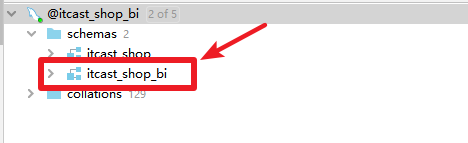 @itcast_shop_bi 2 of 5
schemas 2
itcast_shop
itcast_shop_bi
collations 129